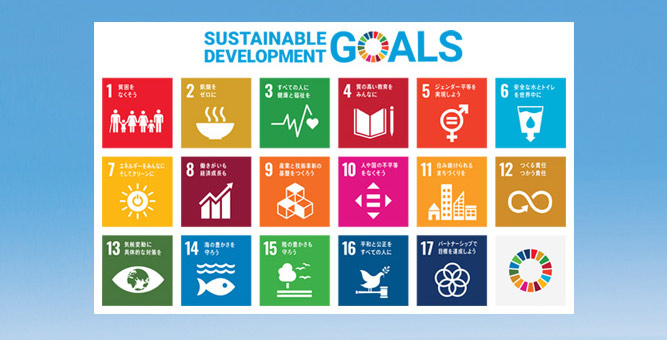 SUSTAINABLE
DEVELOPMENT
GOALS
1 貧困を
なくそう
2 飢餓を
ゼロに
3 すべての人に
健康と福祉を
4 質の高い教育を
みんなに
5 ジェンダー平等を
実現しよう
6 安全な水とトイレ
を世界中に
7 エネルギーをみんなに
そしてクリーンに
8 働きがいも
経済成長も
9 産業と技術革新の
基盤をつくろう
10 人や国の不平等
をなくそう
11 住み続けられる
まちづくりを
12 つくる責任
つかう責任
13 気候変動に
具体的な対策を
14 海の豊かさを
守ろう
15 陸の豊かさも
守ろう
16 平和と公正を
すべての人に
17 パートナーシップで
目標を達成しよう